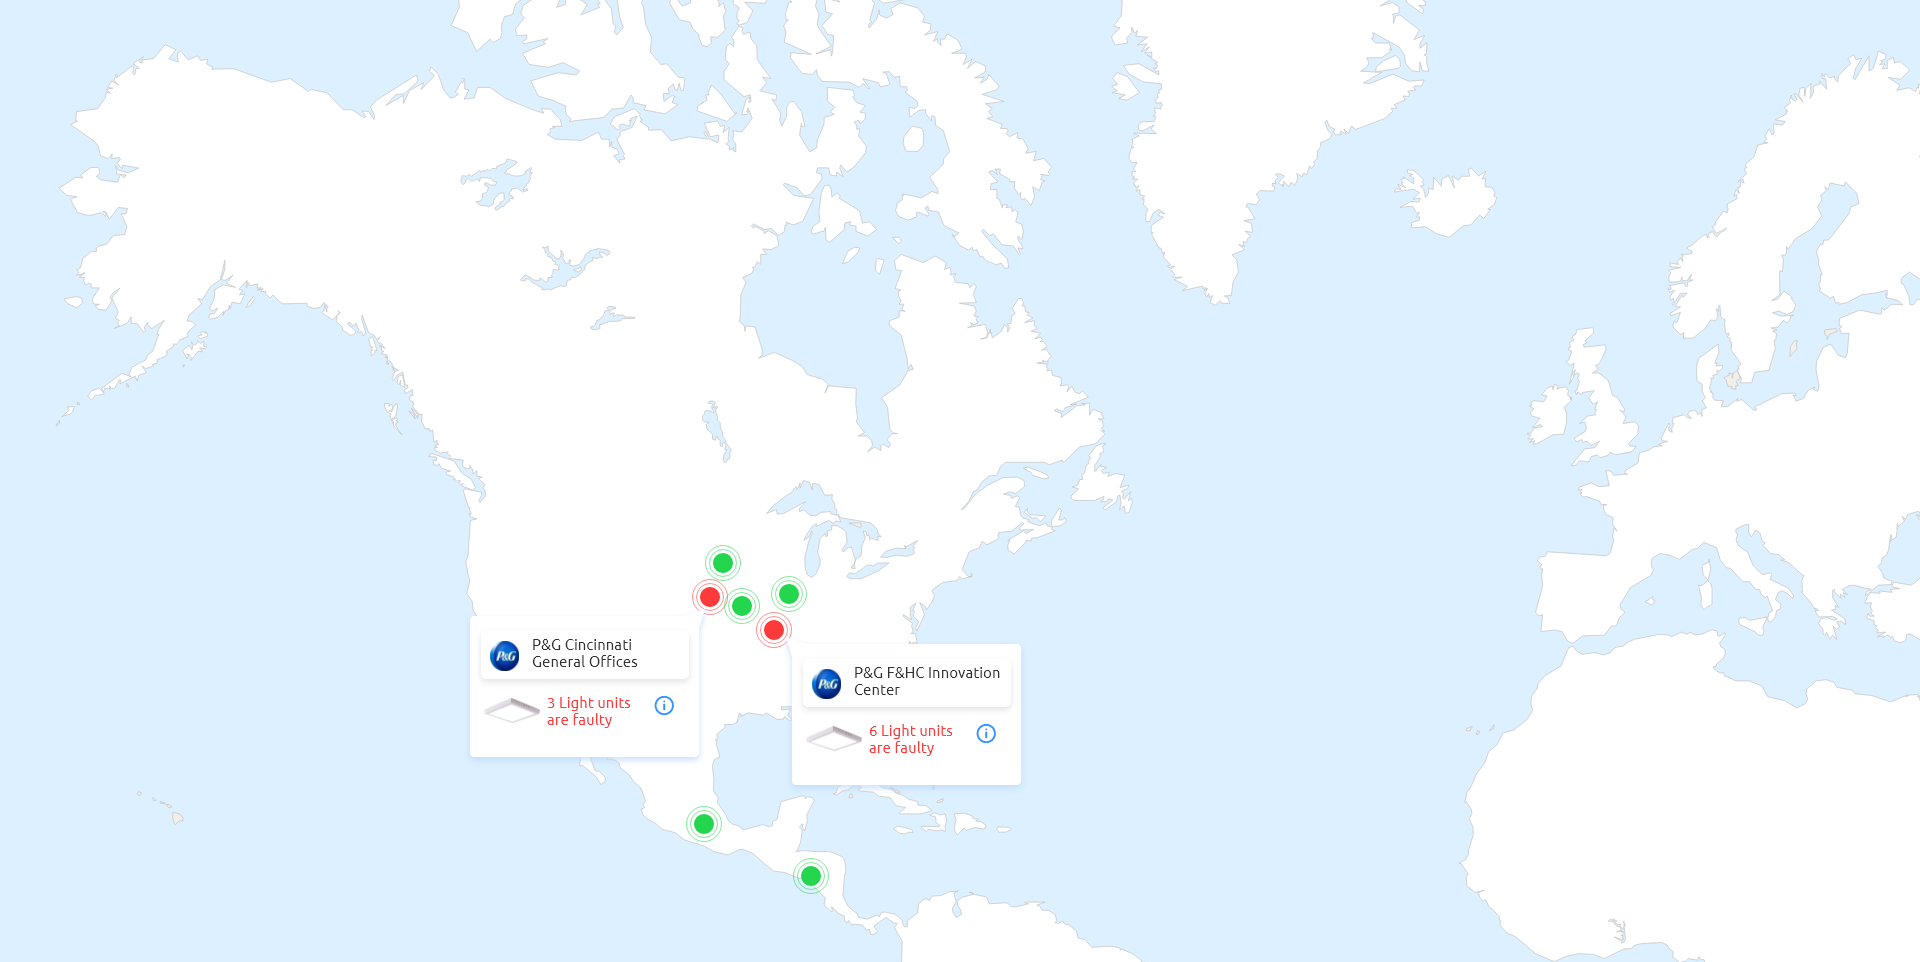 P&G
P&G Cincinnati
General Offices
3 Light units
are faulty
P&G
P&G F&HC Innovation
Center
6 Light units
are faulty